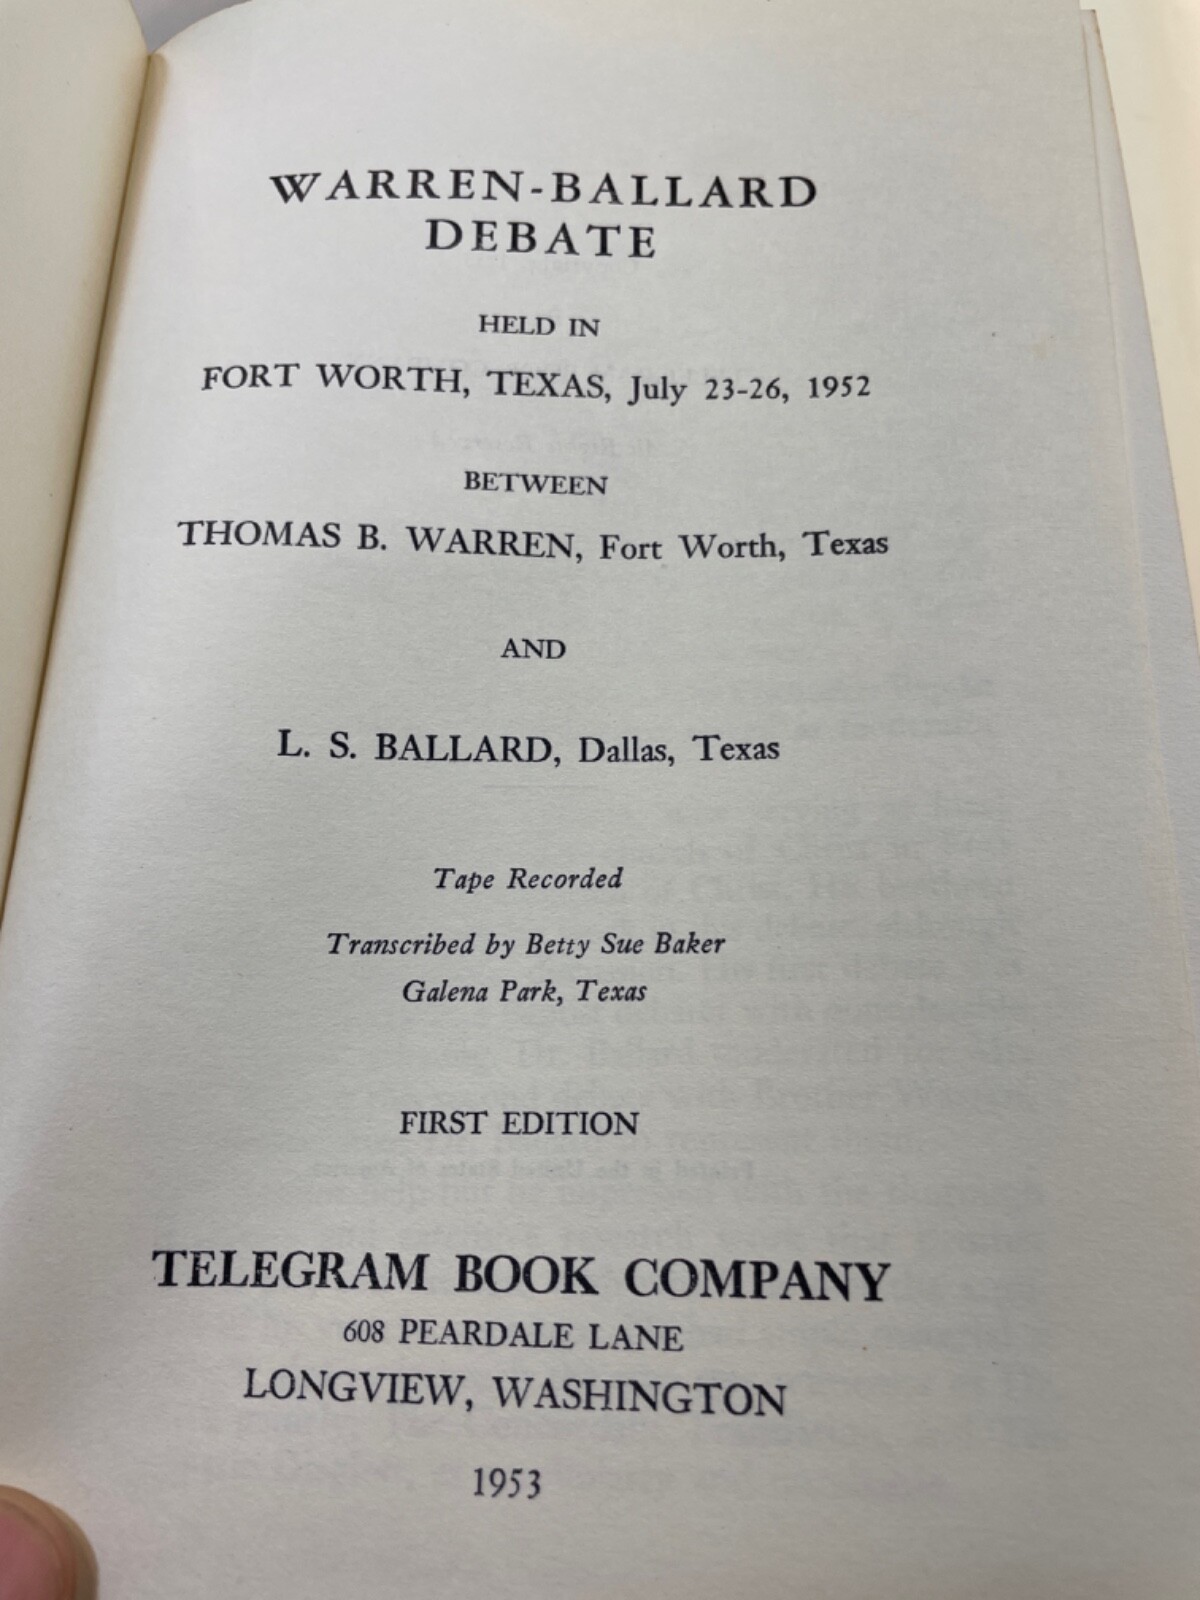 WARREN-BALLARD
DEBATE
HELD IN
FORT WORTH, TEXAS, July 23-26, 1952
BETWEEN
THOMAS B. WARREN, Fort Worth, Texas
AND
L. S. BALLARD, Dallas, Texas
Tape Recorded
Transcribed by Betty Sue Baker
Galena Park, Texas
FIRST EDITION
TELEGRAM BOOK COMPANY
608 PEARDALE LANE
LONGVIEW, WASHINGTON
1953